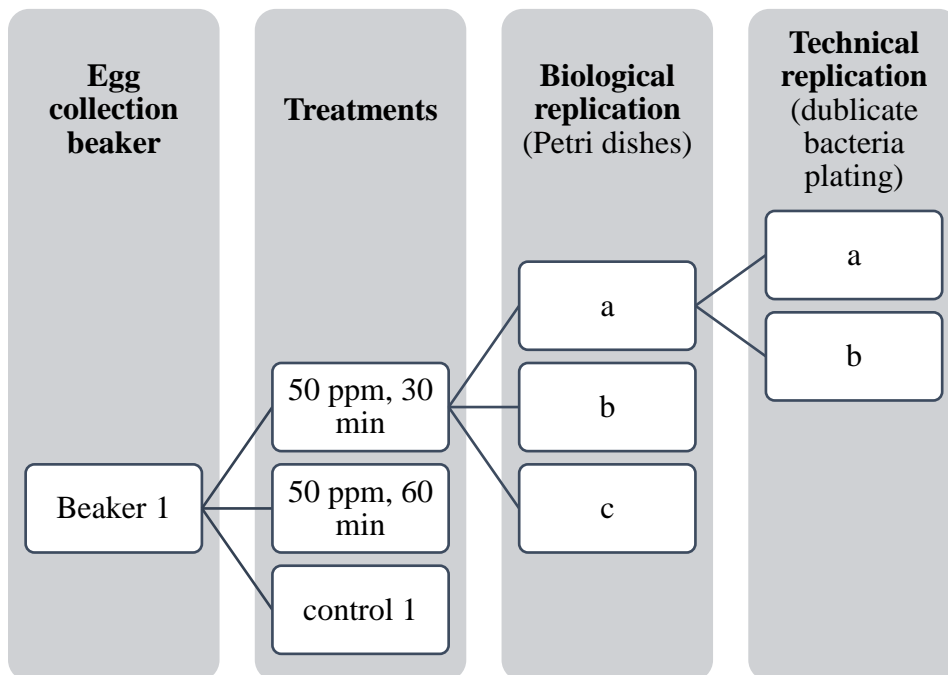 Egg
collection
beaker
Treatments
Biological
replication
(Petri dishes)
Technical
replication
(dublicate
bacteria
plating)
Beaker 1
50 ppm, 30
min
50 ppm, 60
min
control 1
a
b
c
a
b